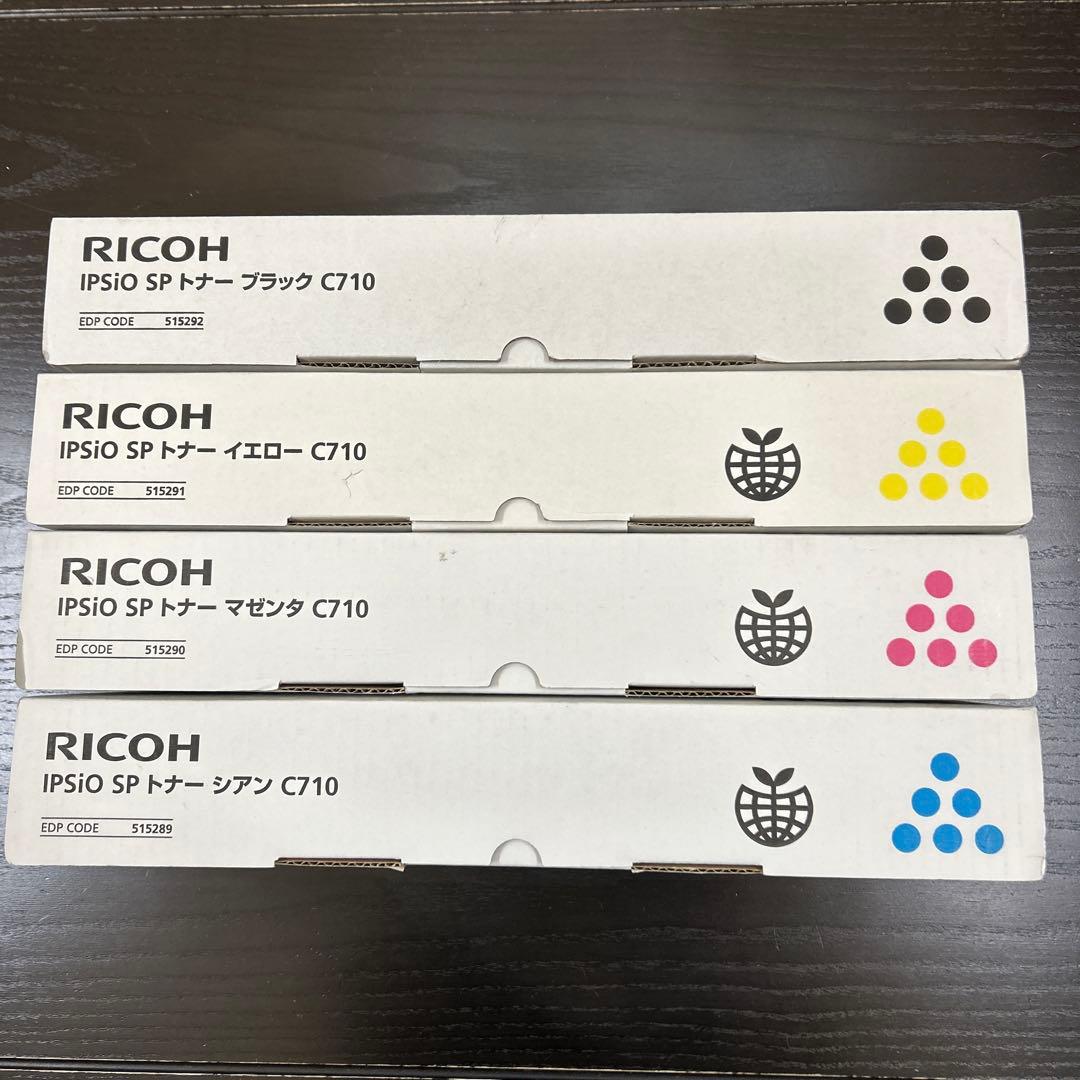 RICOH
IPSiO SP トナー ブラック C710
EDP CODE 515292
RICOH
IPSiO SP トナー イエロー C710
EDP CODE 515291
RICOH
IPSiO SP トナー マゼンタ C710
EDP CODE 515290
RICOH
IPSiO SP トナー シアン C710
EDP CODE 515289